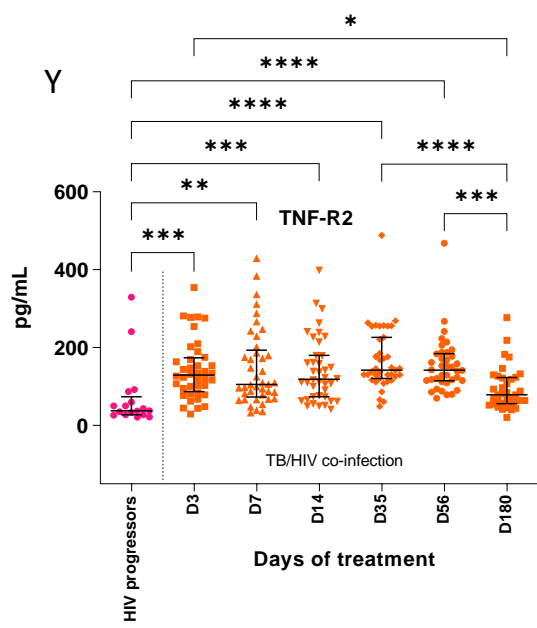 Y
*
****
****
***
****
**
***
***
TNF-R2
pg/mL
600
400
200
0
TB/HIV co-infection
HIV progressors
D3
D7
D14
D35
D56
D180
Days of treatment